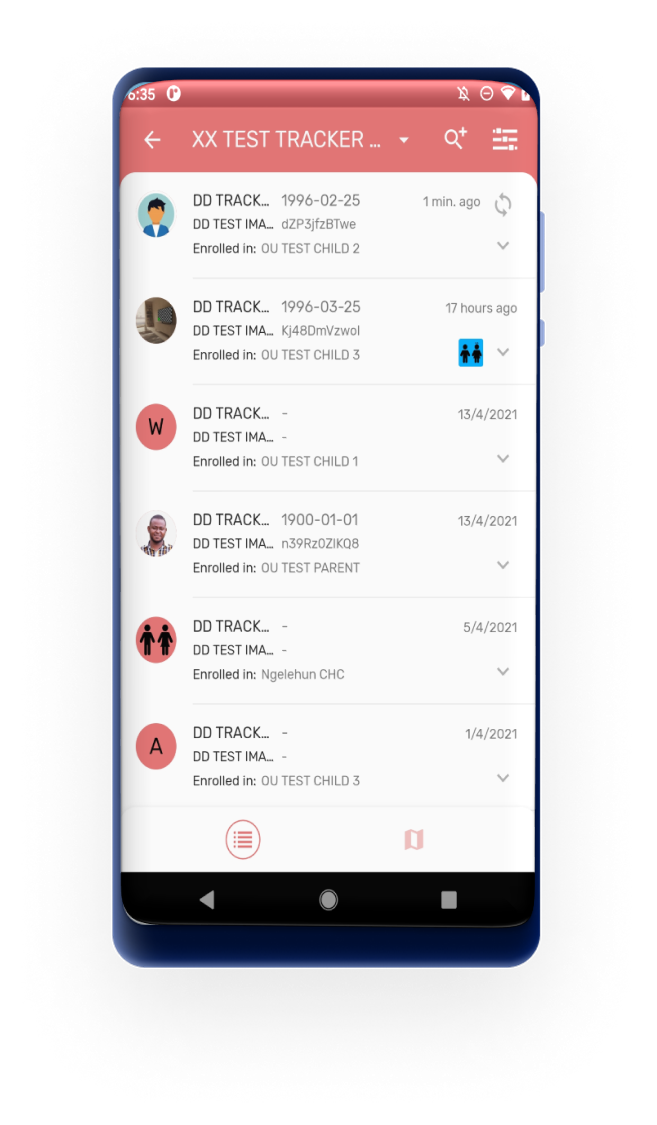 6:35
XX TEST TRACKER ...
DD TRACK... 1996-02-25 1 min. ago
DD TEST IMA... dZP3jfzBTwe
Enrolled in: OU TEST CHILD 2
DD TRACK... 1996-03-25 17 hours ago
DD TEST IMA... Kj48DmVzwol
Enrolled in: OU TEST CHILD 3
W
DD TRACK... - 13/4/2021
DD TEST IMA... -
Enrolled in: OU TEST CHILD 1
DD TRACK... 1900-01-01 13/4/2021
DD TEST IMA... n39Rz0ZIKQ8
Enrolled in: OU TEST PARENT
DD TRACK... - 5/4/2021
DD TEST IMA... -
Enrolled in: Ngelehun CHC
A
DD TRACK... - 1/4/2021
DD TEST IMA... -
Enrolled in: OU TEST CHILD 3